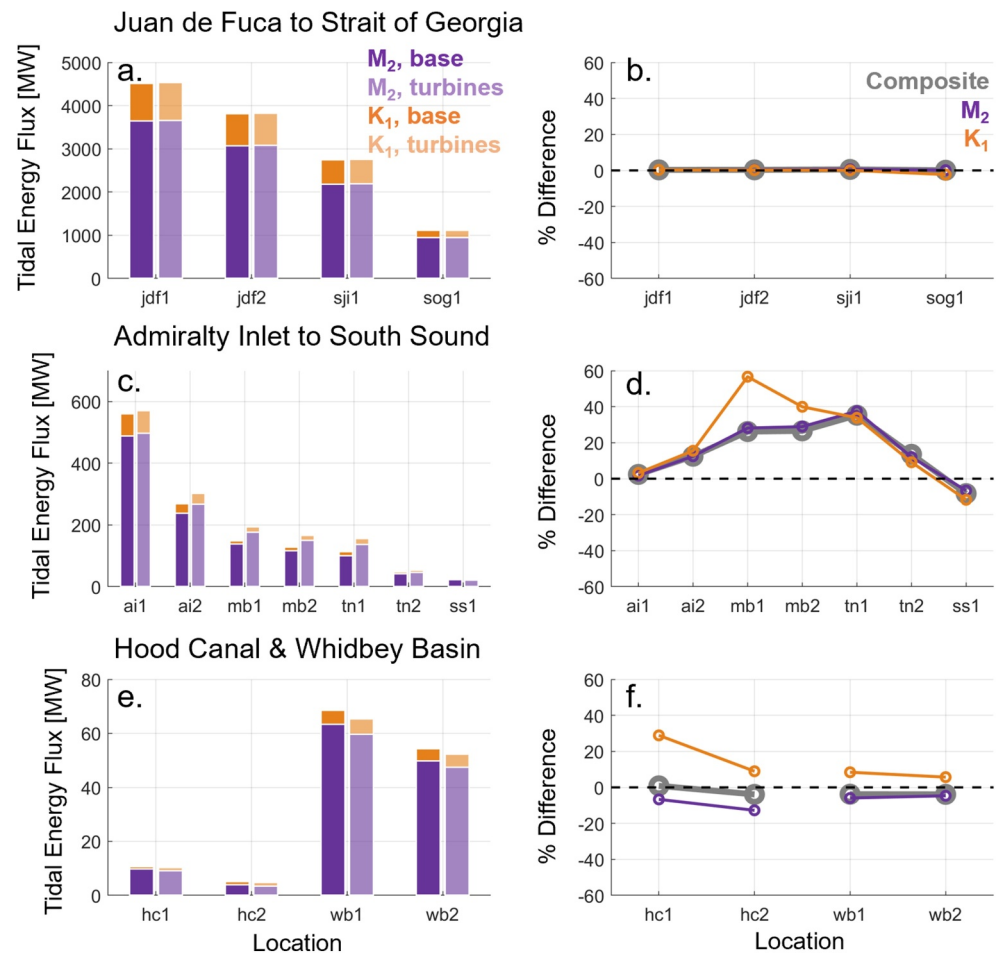 Juan de Fuca to Strait of Georgia
a.
M2, base
M2, turbines
K1, base
K1, turbines
Tidal Energy Flux [MW]
5000
4000
3000
2000
1000
0
jdf1 jdf2 sji1 sog1
b.
Composite
M2
K1
% Difference
60
40
20
0
-20
-40
-60
jdf1 jdf2 sji1 sog1
Admiralty Inlet to South Sound
c.
Tidal Energy Flux [MW]
600
400
200
0
ai1 ai2 mb1 mb2 tn1 tn2 ss1
d.
% Difference
60
40
20
0
-20
-40
-60
ai1 ai2 mb1 mb2 tn1 tn2 ss1
Hood Canal & Whidbey Basin
e.
Tidal Energy Flux [MW]
80
60
40
20
0
hc1 hc2 wb1 wb2
Location
f.
% Difference
60
40
20
0
-20
-40
-60
hc1 hc2 wb1 wb2
Location